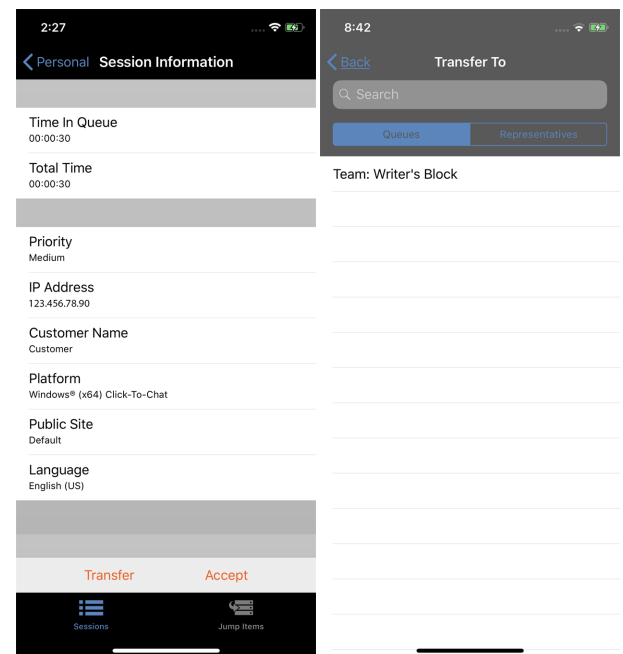 2:27
Personal Session Information
Time In Queue
00:00:30
Total Time
00:00:30
Priority
Medium
IP Address
123.456.78.90
Customer Name
Customer
Platform
Windows® (x64) Click-To-Chat
Public Site
Default
Language
English (US)
Transfer Accept
Sessions Jump Items
8:42
Back Transfer To
Search
Queues Representatives
Team: Writer's Block